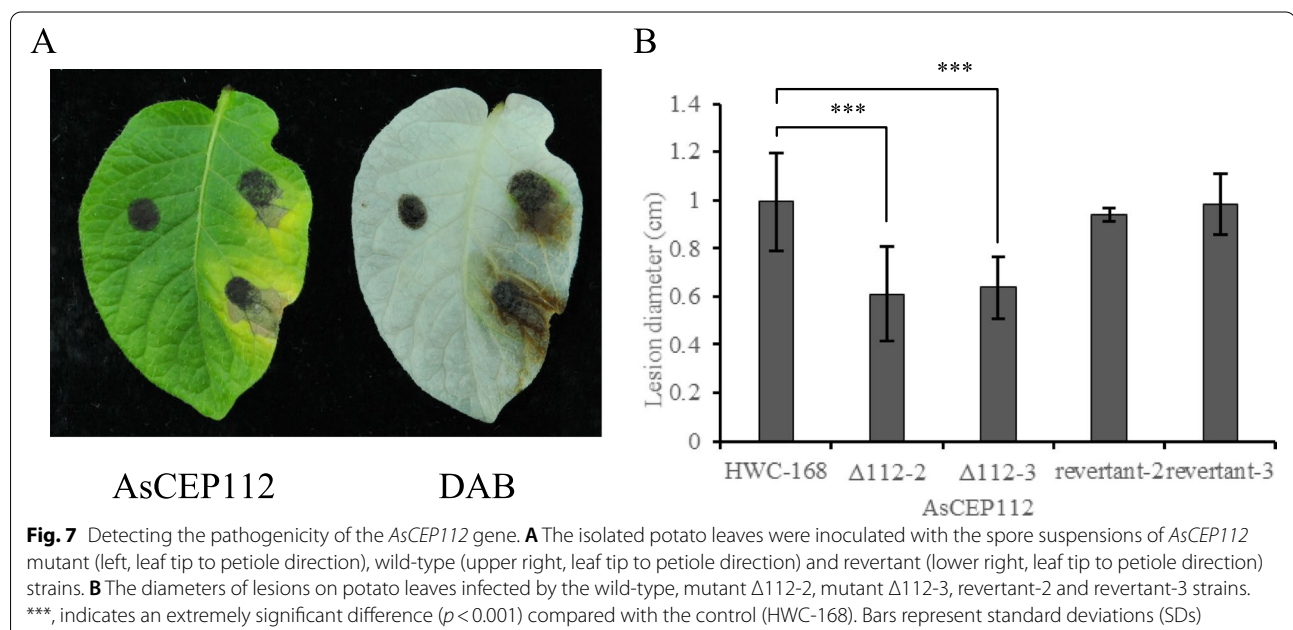 A
B
AsCEP112
DAB
***
***
1.4
1.2
1
0.8
0.6
0.4
0.2
0
Lesion diameter (cm)
HWC-168 Δ112-2 Δ112-3 revertant-2 revertant-3
AsCEP112
Fig. 7 Detecting the pathogenicity of the AsCEP112 gene. A The isolated potato leaves were inoculated with the spore suspensions of AsCEP112
mutant (left, leaf tip to petiole direction), wild-type (upper right, leaf tip to petiole direction) and revertant (lower right, leaf tip to petiole direction)
strains. B The diameters of lesions on potato leaves infected by the wild-type, mutant Δ112-2, mutant Δ112-3, revertant-2 and revertant-3 strains.
***, indicates an extremely significant difference (p < 0.001) compared with the control (HWC-168). Bars represent standard deviations (SDs)